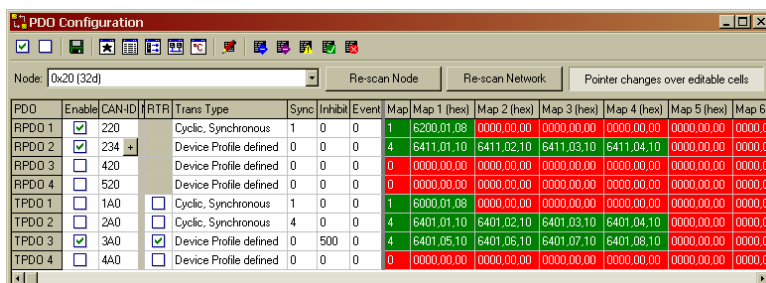 PDO Configuration
Node: 0x20 (32d) Re-scan Node Re-scan Network Pointer changes over editable cells
PDO Enable CAN-ID RTR Trans Type Sync Inhibit Event Map Map 1 (hex) Map 2 (hex) Map 3 (hex) Map 4 (hex) Map 5 (hex) Map 6
RPDO 1 220 Cyclic, Synchronous 1 0 0 1 6200,01,08 0000,00,00 0000,00,00 0000,00,00 0000,00,00 0000,0
RPDO 2 234 + Device Profile defined 0 0 0 4 6411,01,10 6411,02,10 6411,03,10 6411,04,10 0000,00,00 0000,0
RPDO 3 420 Device Profile defined 0 0 0 0 0000,00,00 0000,00,00 0000,00,00 0000,00,00 0000,00,00 0000,0
RPDO 4 520 Device Profile defined 0 0 0 0 0000,00,00 0000,00,00 0000,00,00 0000,00,00 0000,00,00 0000,0
TPDO 1 1A0 Cyclic, Synchronous 1 0 0 1 6000,01,08 0000,00,00 0000,00,00 0000,00,00 0000,00,00 0000,0
TPDO 2 2A0 Cyclic, Synchronous 4 0 0 4 6401,01,10 6401,02,10 6401,03,10 6401,04,10 0000,00,00 0000,0
TPDO 3 3A0 Device Profile defined 0 500 0 4 6401,05,10 6401,06,10 6401,07,10 6401,08,10 0000,00,00 0000,0
TPDO 4 4A0 Device Profile defined 0 0 0 0 0000,00,00 0000,00,00 0000,00,00 0000,00,00 0000,00,00 0000,0